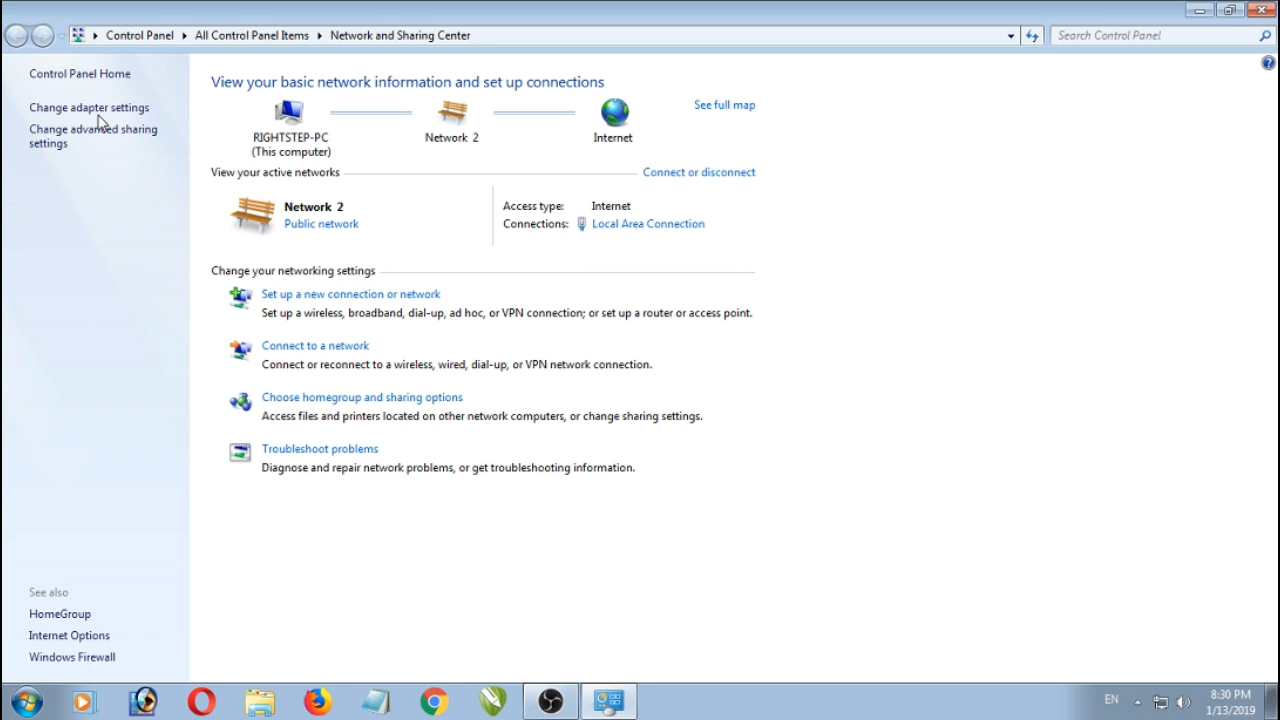 Control Panel
All Control Panel Items
Network and Sharing Center
Search Control Panel
Control Panel Home
Change adapter settings
Change advanced sharing
settings
View your basic network information and set up connections
See full map
RIGHTSTEP-PC
(This computer)
Network 2
Internet
View your active networks
Connect or disconnect
Network 2
Public network
Access type: Internet
Connections: Local Area Connection
Change your networking settings
Set up a new connection or network
Set up a wireless, broadband, dial-up, ad hoc, or VPN connection; or set up a router or access point.
Connect to a network
Connect or reconnect to a wireless, wired, dial-up, or VPN network connection.
Choose homegroup and sharing options
Access files and printers located on other network computers, or change sharing settings.
Troubleshoot problems
Diagnose and repair network problems, or get troubleshooting information.
See also
HomeGroup
Internet Options
Windows Firewall
EN
8:30 PM
1/13/2019